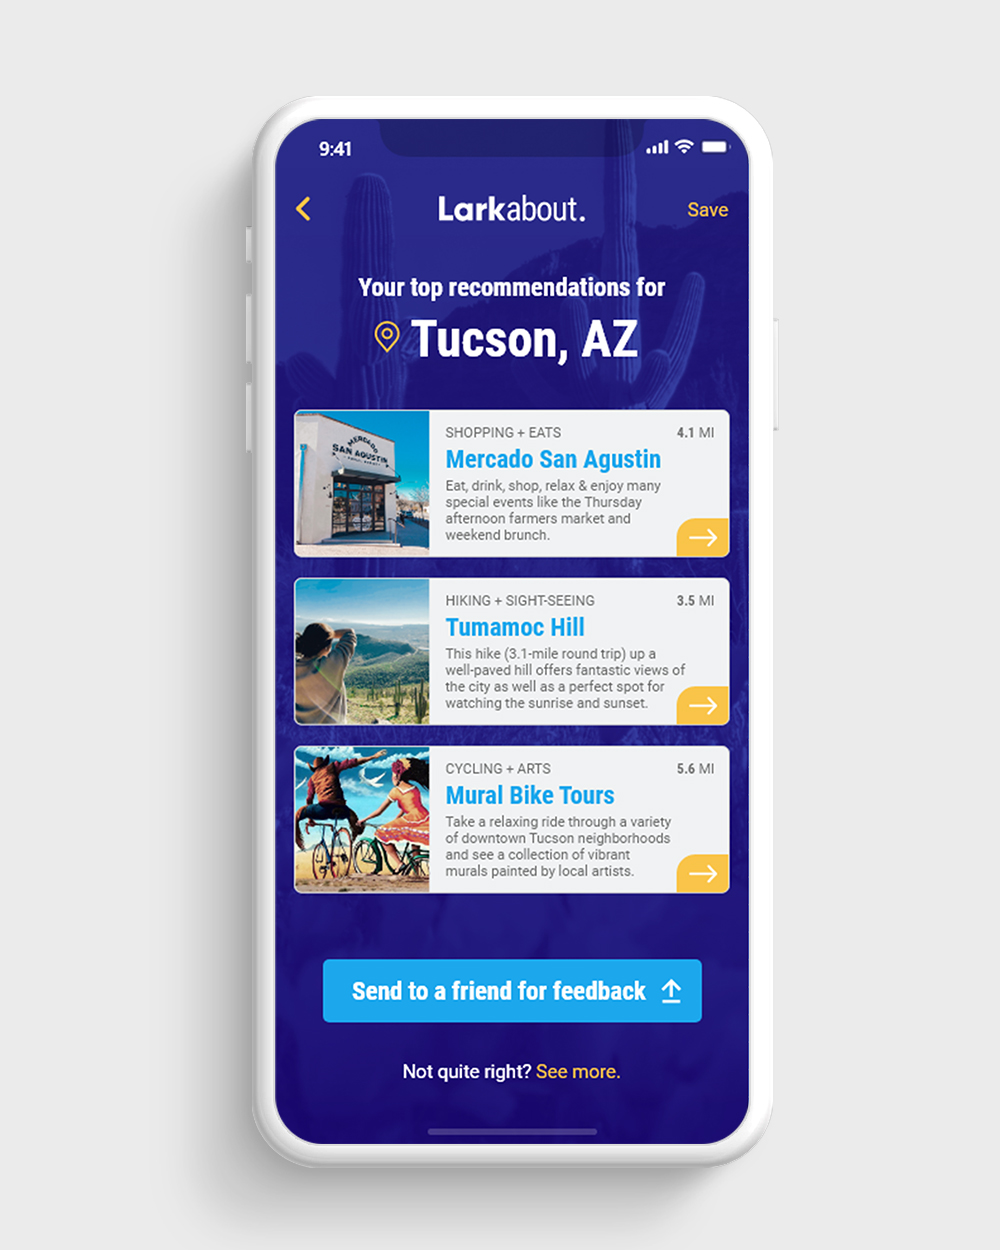 9:41
Larkabout.
Save
Your top recommendations for
Tucson, AZ
MERCADO
SAN AGUSTIN
SHOPPING + EATS
4.1 MI
Mercado San Agustin
Eat, drink, shop, relax & enjoy many
special events like the Thursday
afternoon farmers market and
weekend brunch.
HIKING + SIGHT-SEEING
3.5 MI
Tumamoc Hill
This hike (3.1-mile round trip) up a
well-paved hill offers fantastic views of
the city as well as a perfect spot for
watching the sunrise and sunset.
CYCLING + ARTS
5.6 MI
Mural Bike Tours
Take a relaxing ride through a variety
of downtown Tucson neighborhoods
and see a collection of vibrant
murals painted by local artists.
Send to a friend for feedback
Not quite right? See more.